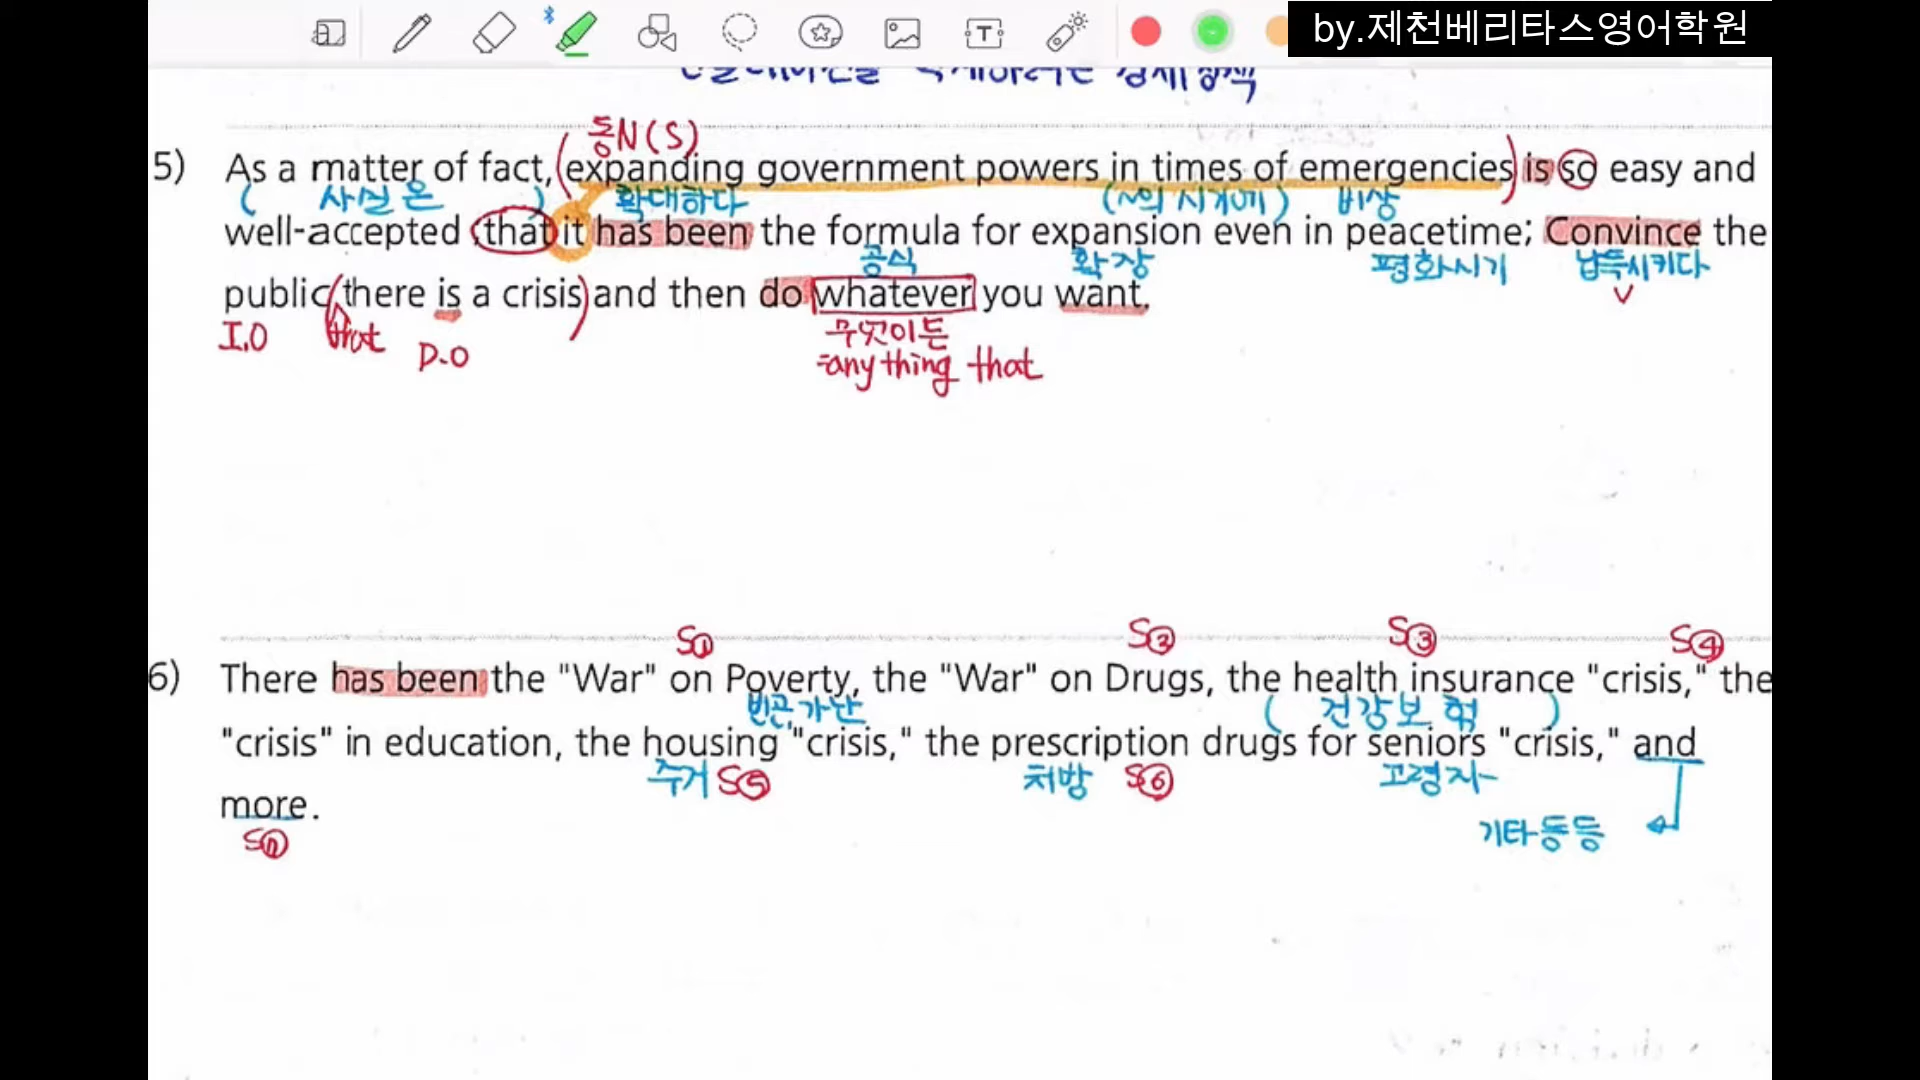 by.제천베리타스영어학원
경제정책
동N(S)
5) As a matter of fact, (expanding government powers in times of emergencies) is so easy and
( 사실은 ) 확대하다 (~의 시기에) 비상
well-accepted that it has been the formula for expansion even in peacetime; Convince the
공식 확장 평화시기 납득시키다
V
public (there is a crisis) and then do whatever you want.
I.O that D.O 무엇이든
=anything that
S① S② S③ S④
6) There has been the "War" on Poverty, the "War" on Drugs, the health insurance "crisis," the
빈곤, 가난 ( 건강보험 )
"crisis" in education, the housing "crisis," the prescription drugs for seniors "crisis," and
주거 S⑤ 처방 S⑥ 고령자
more.
Sⓝ 기타등등